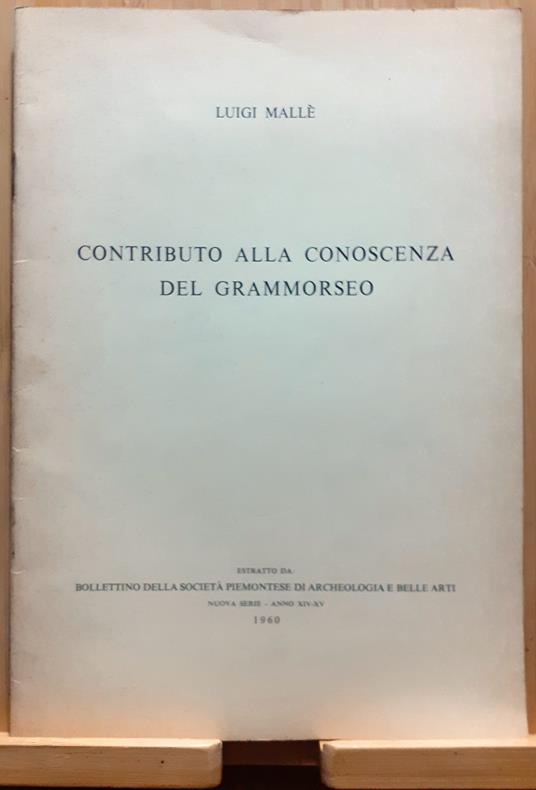 LUIGI MALLÈ
CONTRIBUTO ALLA CONOSCENZA
DEL GRAMMORSEO
ESTRATTO DA
BOLLETTINO DELLA SOCIETÀ PIEMONTESE DI ARCHEOLOGIA E BELLE ARTI
NUOVA SERIE - ANNO XIV-XV
1960